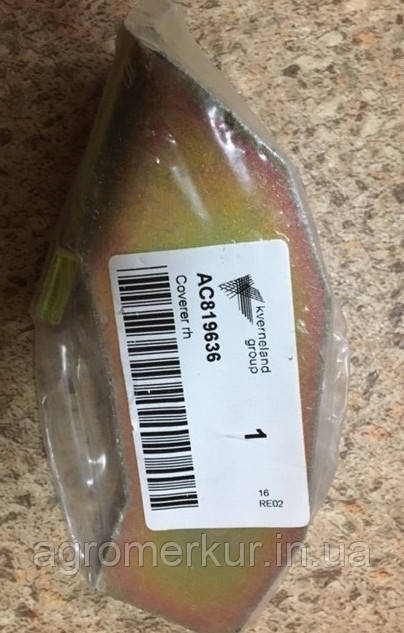 kverneland
group
AC819636
Coverer rh
1
16
RE02
agromerkur.in.ua